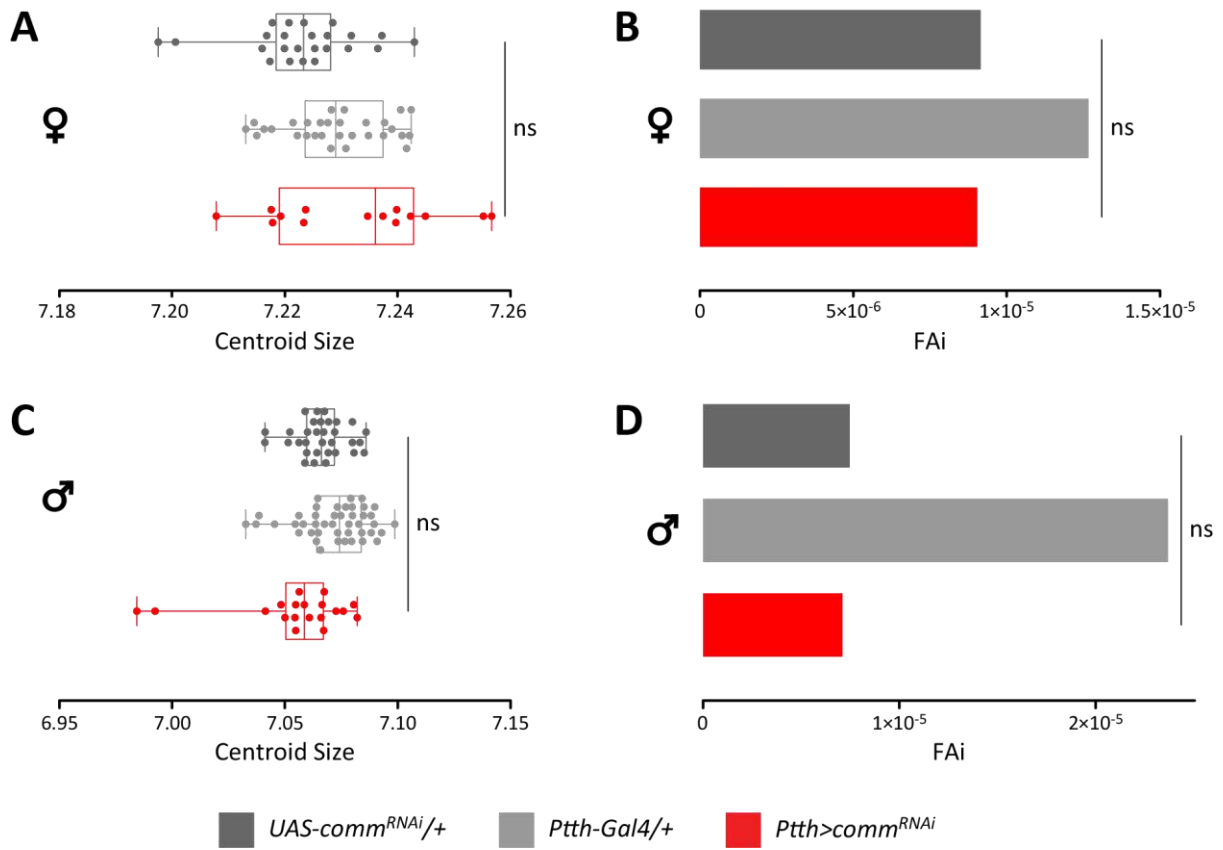 A
B
♀
ns
♀
ns
7.18 7.20 7.22 7.24 7.26
Centroid Size
0 5×10⁻⁶ 1×10⁻⁵ 1.5×10⁻⁵
FAi
C
D
♂
ns
♂
ns
6.95 7.00 7.05 7.10 7.15
Centroid Size
0 1×10⁻⁵ 2×10⁻⁵
FAi
UAS-comm^RNAi/+ Ptth-Gal4/+ Ptth>comm^RNAi